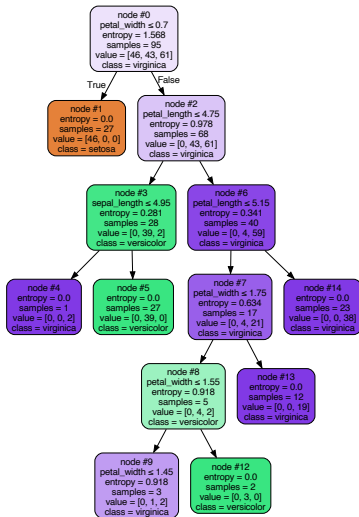 node #0
petal_width ≤ 0.7
entropy = 1.568
samples = 95
value = [46, 43, 61]
class = virginica
True
False
node #1
entropy = 0.0
samples = 27
value = [46, 0, 0]
class = setosa
node #2
petal_length ≤ 4.75
entropy = 0.978
samples = 68
value = [0, 43, 61]
class = virginica
node #3
sepal_length ≤ 4.95
entropy = 0.281
samples = 28
value = [0, 39, 2]
class = versicolor
node #6
petal_length ≤ 5.15
entropy = 0.341
samples = 40
value = [0, 4, 59]
class = virginica
node #4
entropy = 0.0
samples = 1
value = [0, 0, 2]
class = virginica
node #5
entropy = 0.0
samples = 27
value = [0, 39, 0]
class = versicolor
node #7
petal_width ≤ 1.75
entropy = 0.634
samples = 17
value = [0, 4, 21]
class = virginica
node #14
entropy = 0.0
samples = 23
value = [0, 0, 38]
class = virginica
node #8
petal_width ≤ 1.55
entropy = 0.918
samples = 5
value = [0, 4, 2]
class = versicolor
node #13
entropy = 0.0
samples = 12
value = [0, 0, 19]
class = virginica
node #9
petal_width ≤ 1.45
entropy = 0.918
samples = 3
value = [0, 1, 2]
class = virginica
node #12
entropy = 0.0
samples = 2
value = [0, 3, 0]
class = versicolor